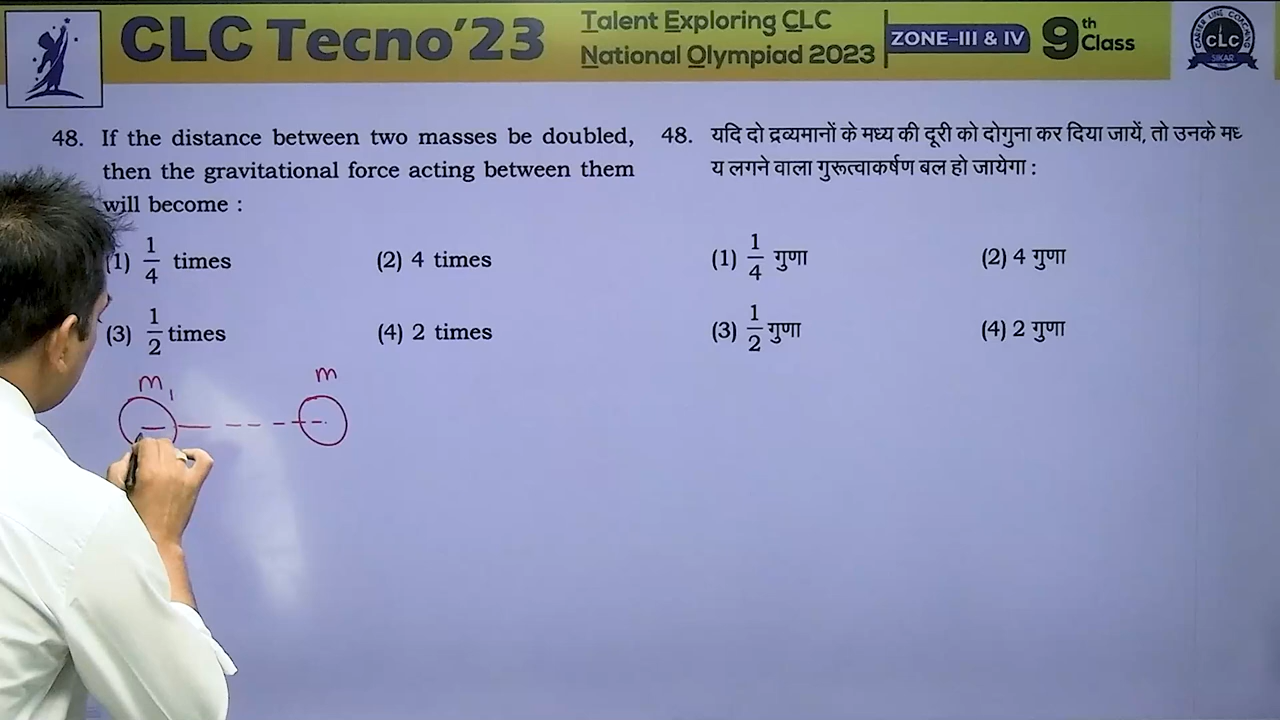 CLC Tecno'23
Talent Exploring CLC
National Olympiad 2023
ZONE-III & IV
9th Class
CAREER LINE COACHING
CLC
SIKAR
48. If the distance between two masses be doubled,
then the gravitational force acting between them
will become :
(1) 1/4 times (2) 4 times
(3) 1/2 times (4) 2 times
48. यदि दो द्रव्यमानों के मध्य की दूरी को दोगुना कर दिया जायें, तो उनके मध
य लगने वाला गुरूत्वाकर्षण बल हो जायेगा :
(1) 1/4 गुणा (2) 4 गुणा
(3) 1/2 गुणा (4) 2 गुणा
m1 m